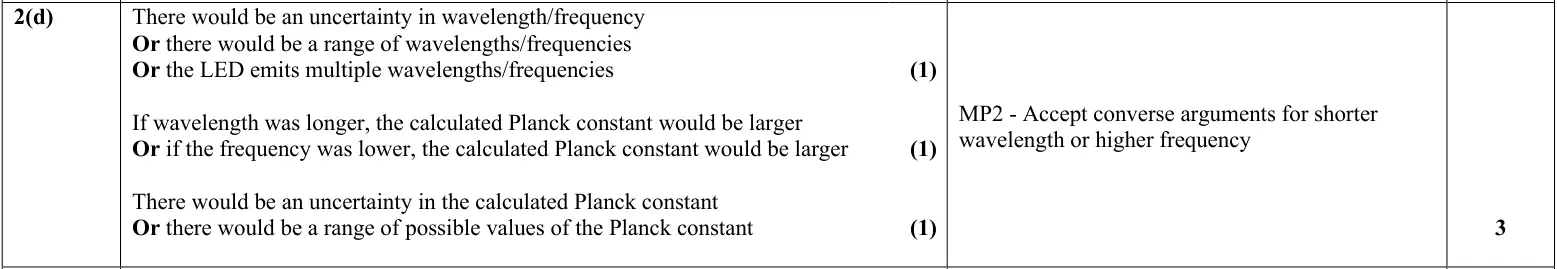 2(d)
There would be an uncertainty in wavelength/frequency
Or there would be a range of wavelengths/frequencies
Or the LED emits multiple wavelengths/frequencies (1)
If wavelength was longer, the calculated Planck constant would be larger
Or if the frequency was lower, the calculated Planck constant would be larger (1)
There would be an uncertainty in the calculated Planck constant
Or there would be a range of possible values of the Planck constant (1)
MP2 - Accept converse arguments for shorter
wavelength or higher frequency
3